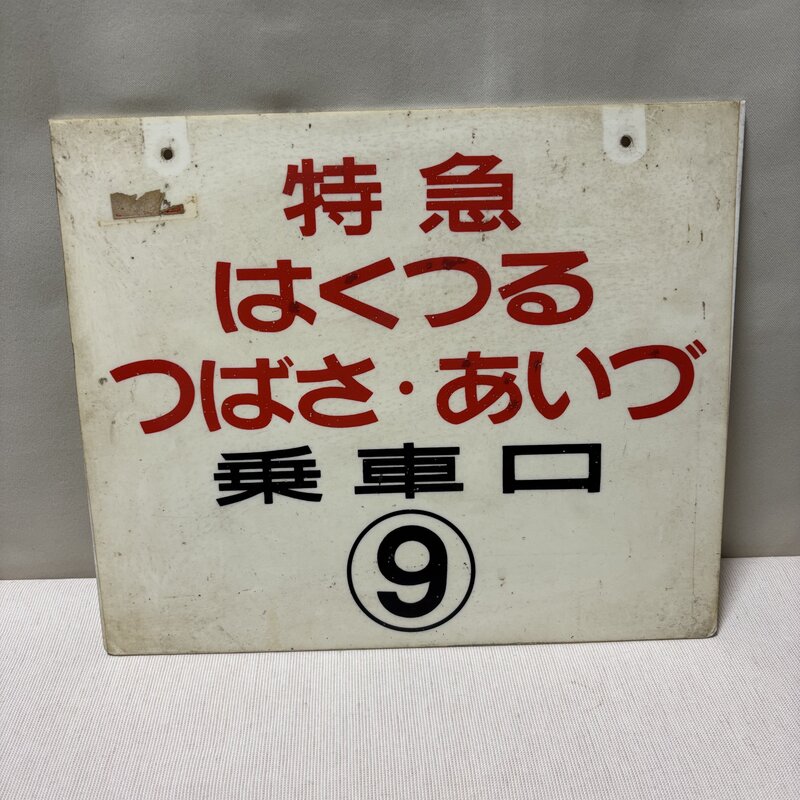 特急
はくつる
つばさ・あいづ
乗車口
⑨